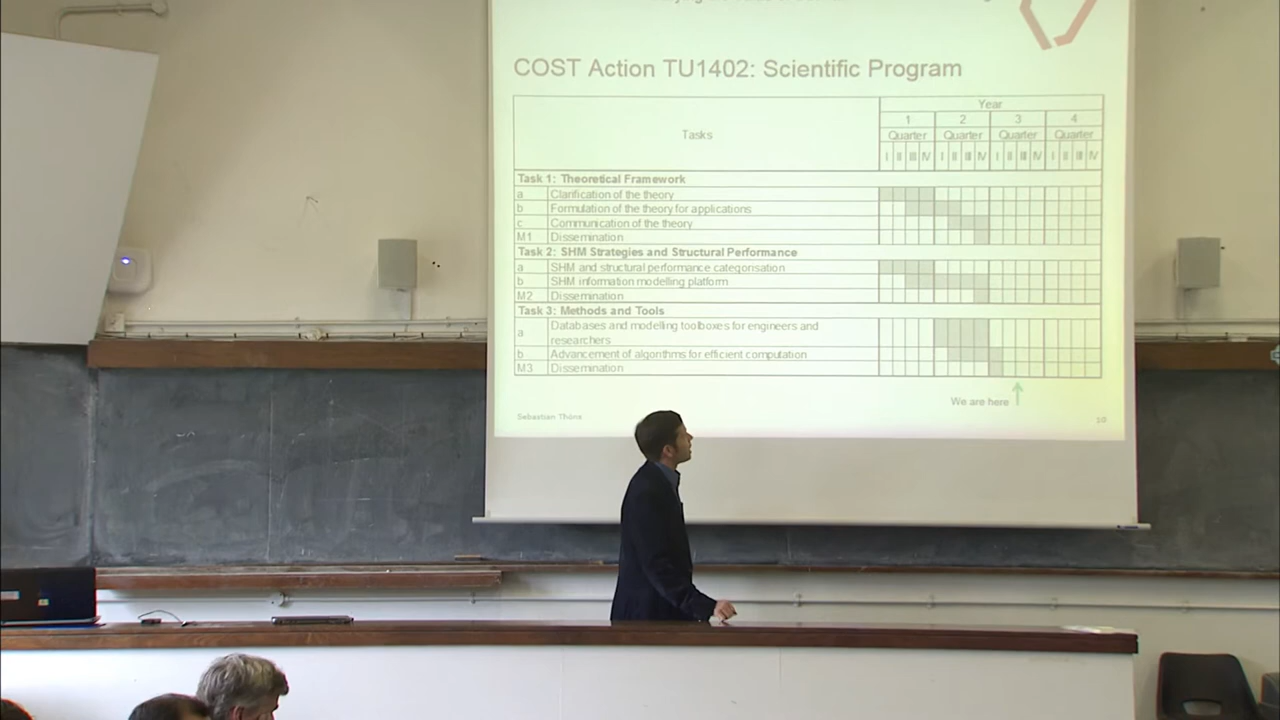 COST Action TU1402: Scientific Program
Tasks
Year
1 2 3 4
Quarter Quarter Quarter Quarter
I II III IV I II III IV I II III IV I II III IV
Task 1: Theoretical Framework
a Clarification of the theory
b Formulation of the theory for applications
c Communication of the theory
M1 Dissemination
Task 2: SHM Strategies and Structural Performance
a SHM and structural performance categorisation
b SHM information modelling platform
M2 Dissemination
Task 3: Methods and Tools
a Databases and modelling toolboxes for engineers and
researchers
b Advancement of algorithms for efficient computation
M3 Dissemination
We are here
Sebastian Thöns
10